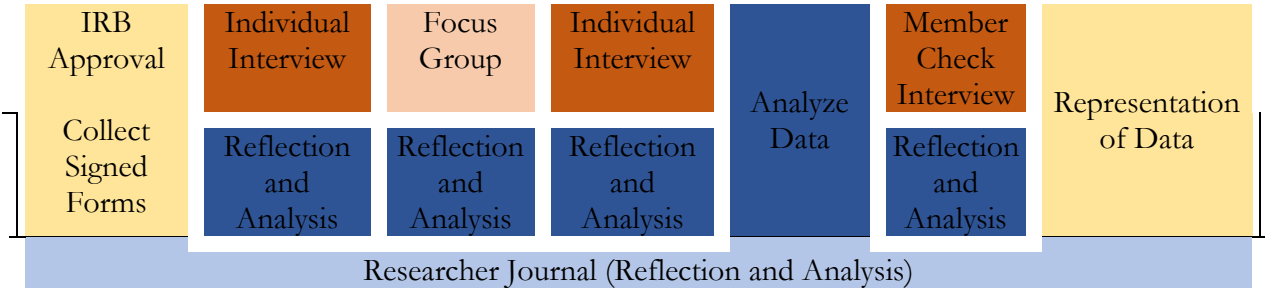 IRB
Approval
Collect
Signed
Forms
Individual
Interview
Reflection
and
Analysis
Focus
Group
Reflection
and
Analysis
Individual
Interview
Reflection
and
Analysis
Analyze
Data
Member
Check
Interview
Reflection
and
Analysis
Representation
of Data
Researcher Journal (Reflection and Analysis)